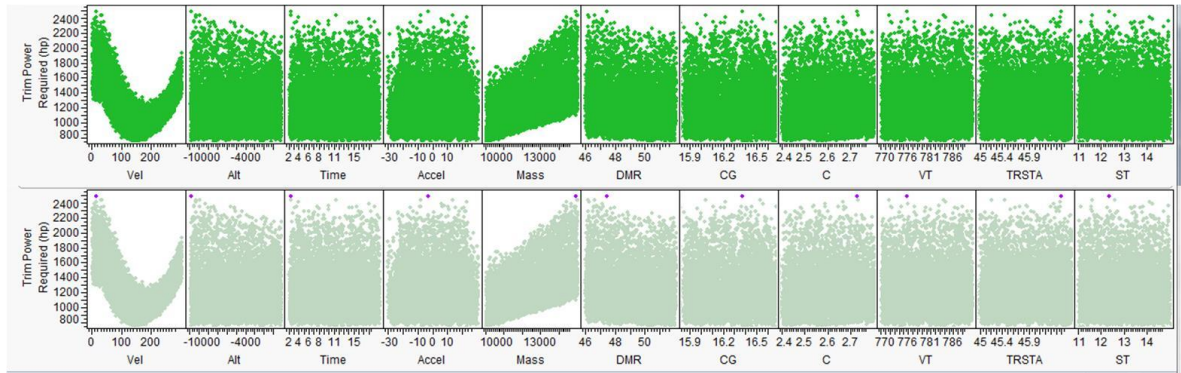 Trim Power
Required (hp)
2400
2200
2000
1800
1600
1400
1200
1000
800
0 100 200 -10000 -4000 2 4 6 8 11 15 -30 -10 0 10 10000 13000 46 48 50 15.9 16.2 16.5 2.4 2.5 2.6 2.7 770 776 781 786 45 45.4 45.9 11 12 13 14
Vel Alt Time Accel Mass DMR CG C VT TRSTA ST
Trim Power
Required (hp)
2400
2200
2000
1800
1600
1400
1200
1000
800
0 100 200 -10000 -4000 2 4 6 8 11 15 -30 -10 0 10 10000 13000 46 48 50 15.9 16.2 16.5 2.4 2.5 2.6 2.7 770 776 781 786 45 45.4 45.9 11 12 13 14
Vel Alt Time Accel Mass DMR CG C VT TRSTA ST